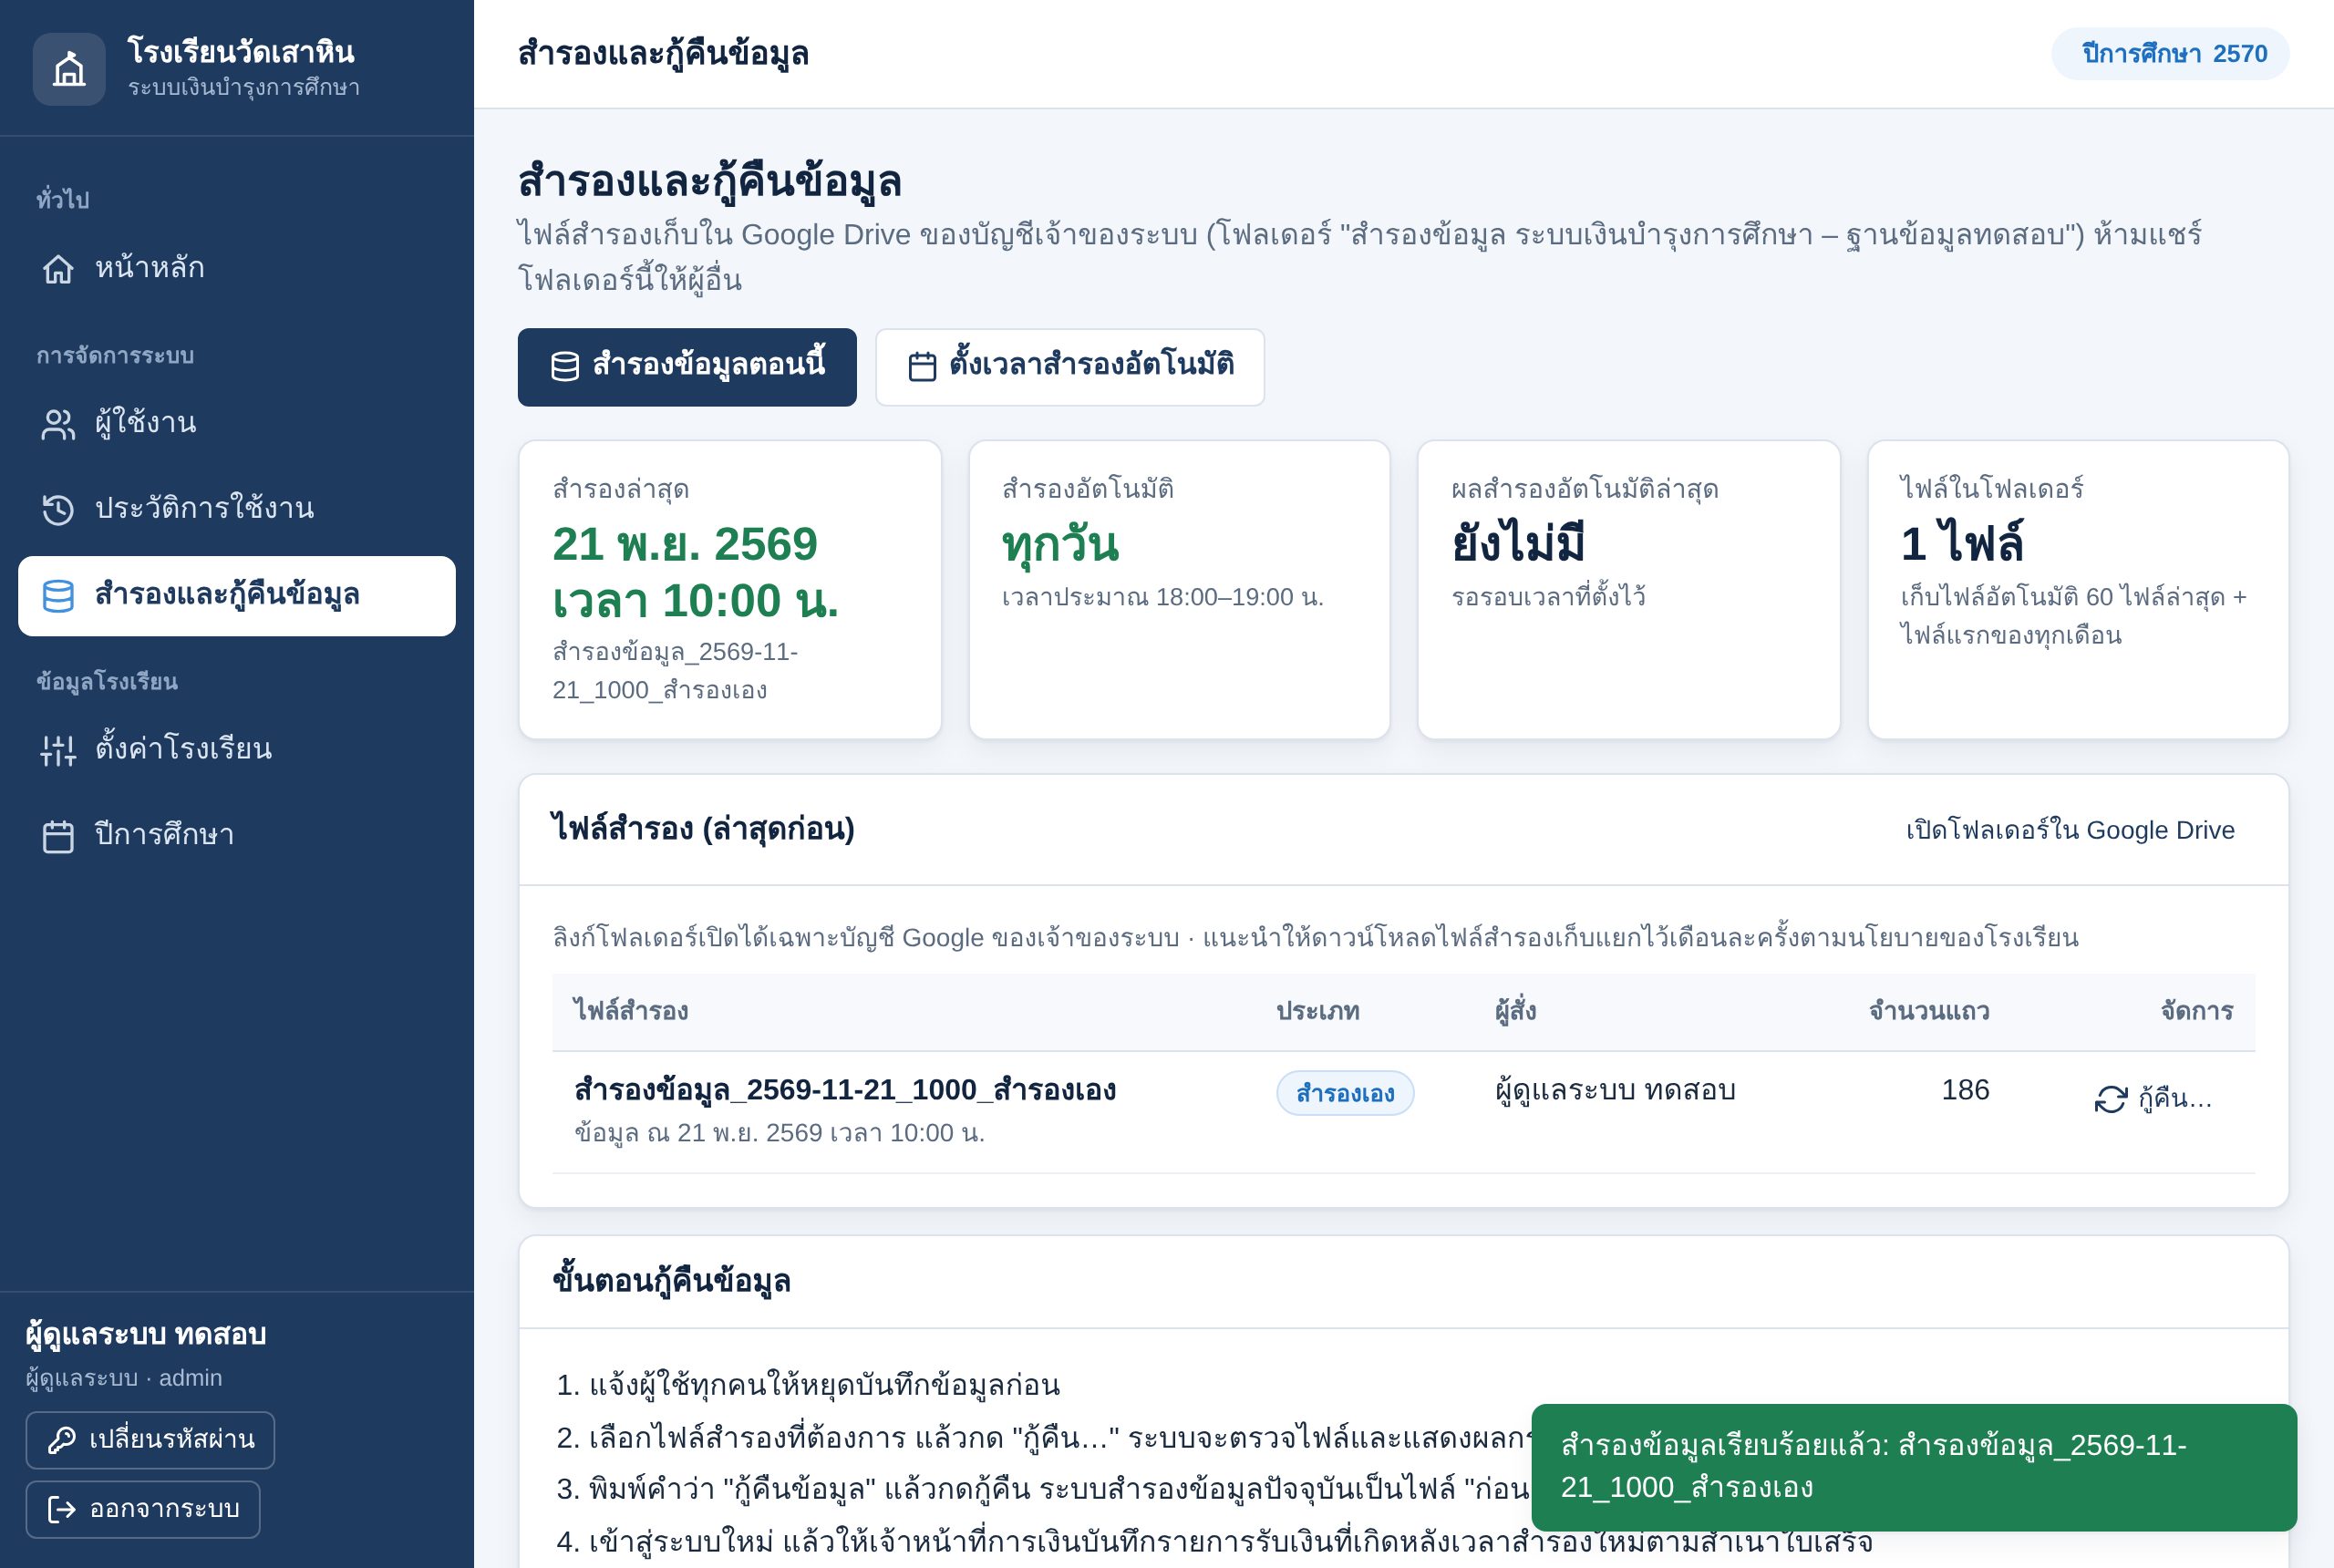 โรงเรียนวัดเสาหิน
ระบบเงินบำรุงการศึกษา
ทั่วไป
หน้าหลัก
การจัดการระบบ
ผู้ใช้งาน
ประวัติการใช้งาน
สำรองและกู้คืนข้อมูล
ข้อมูลโรงเรียน
ตั้งค่าโรงเรียน
ปีการศึกษา
ผู้ดูแลระบบ ทดสอบ
ผู้ดูแลระบบ · admin
เปลี่ยนรหัสผ่าน
ออกจากระบบ
สำรองและกู้คืนข้อมูล
ปีการศึกษา 2570
สำรองและกู้คืนข้อมูล
ไฟล์สำรองเก็บใน Google Drive ของบัญชีเจ้าของระบบ (โฟลเดอร์ "สำรองข้อมูล ระบบเงินบำรุงการศึกษา – ฐานข้อมูลทดสอบ") ห้ามแชร์
โฟลเดอร์นี้ให้ผู้อื่น
สำรองข้อมูลตอนนี้
ตั้งเวลาสำรองอัตโนมัติ
สำรองล่าสุด
21 พ.ย. 2569
เวลา 10:00 น.
สำรองข้อมูล_2569-11-
21_1000_สำรองเอง
สำรองอัตโนมัติ
ทุกวัน
เวลาประมาณ 18:00–19:00 น.
ผลสำรองอัตโนมัติล่าสุด
ยังไม่มี
รอรอบเวลาที่ตั้งไว้
ไฟล์ในโฟลเดอร์
1 ไฟล์
เก็บไฟล์อัตโนมัติ 60 ไฟล์ล่าสุด +
ไฟล์แรกของทุกเดือน
ไฟล์สำรอง (ล่าสุดก่อน)
เปิดโฟลเดอร์ใน Google Drive
ลิงก์โฟลเดอร์เปิดได้เฉพาะบัญชี Google ของเจ้าของระบบ · แนะนำให้ดาวน์โหลดไฟล์สำรองเก็บแยกไว้เดือนละครั้งตามนโยบายของโรงเรียน
ไฟล์สำรอง ประเภท ผู้สั่ง จำนวนแถว จัดการ
สำรองข้อมูล_2569-11-21_1000_สำรองเอง สำรองเอง ผู้ดูแลระบบ ทดสอบ 186 กู้คืน…
ข้อมูล ณ 21 พ.ย. 2569 เวลา 10:00 น.
ขั้นตอนกู้คืนข้อมูล
1. แจ้งผู้ใช้ทุกคนให้หยุดบันทึกข้อมูลก่อน
2. เลือกไฟล์สำรองที่ต้องการ แล้วกด "กู้คืน…" ระบบจะตรวจไฟล์และแสดงผล
3. พิมพ์คำว่า "กู้คืนข้อมูล" แล้วกดกู้คืน ระบบสำรองข้อมูลปัจจุบันเป็นไฟล์ "ก่อน
4. เข้าสู่ระบบใหม่ แล้วให้เจ้าหน้าที่การเงินบันทึกรายการรับเงินที่เกิดหลังเวลาสำรองใหม่ตามสำเนาใบเสร็จ
สำรองข้อมูลเรียบร้อยแล้ว: สำรองข้อมูล_2569-11-
21_1000_สำรองเอง